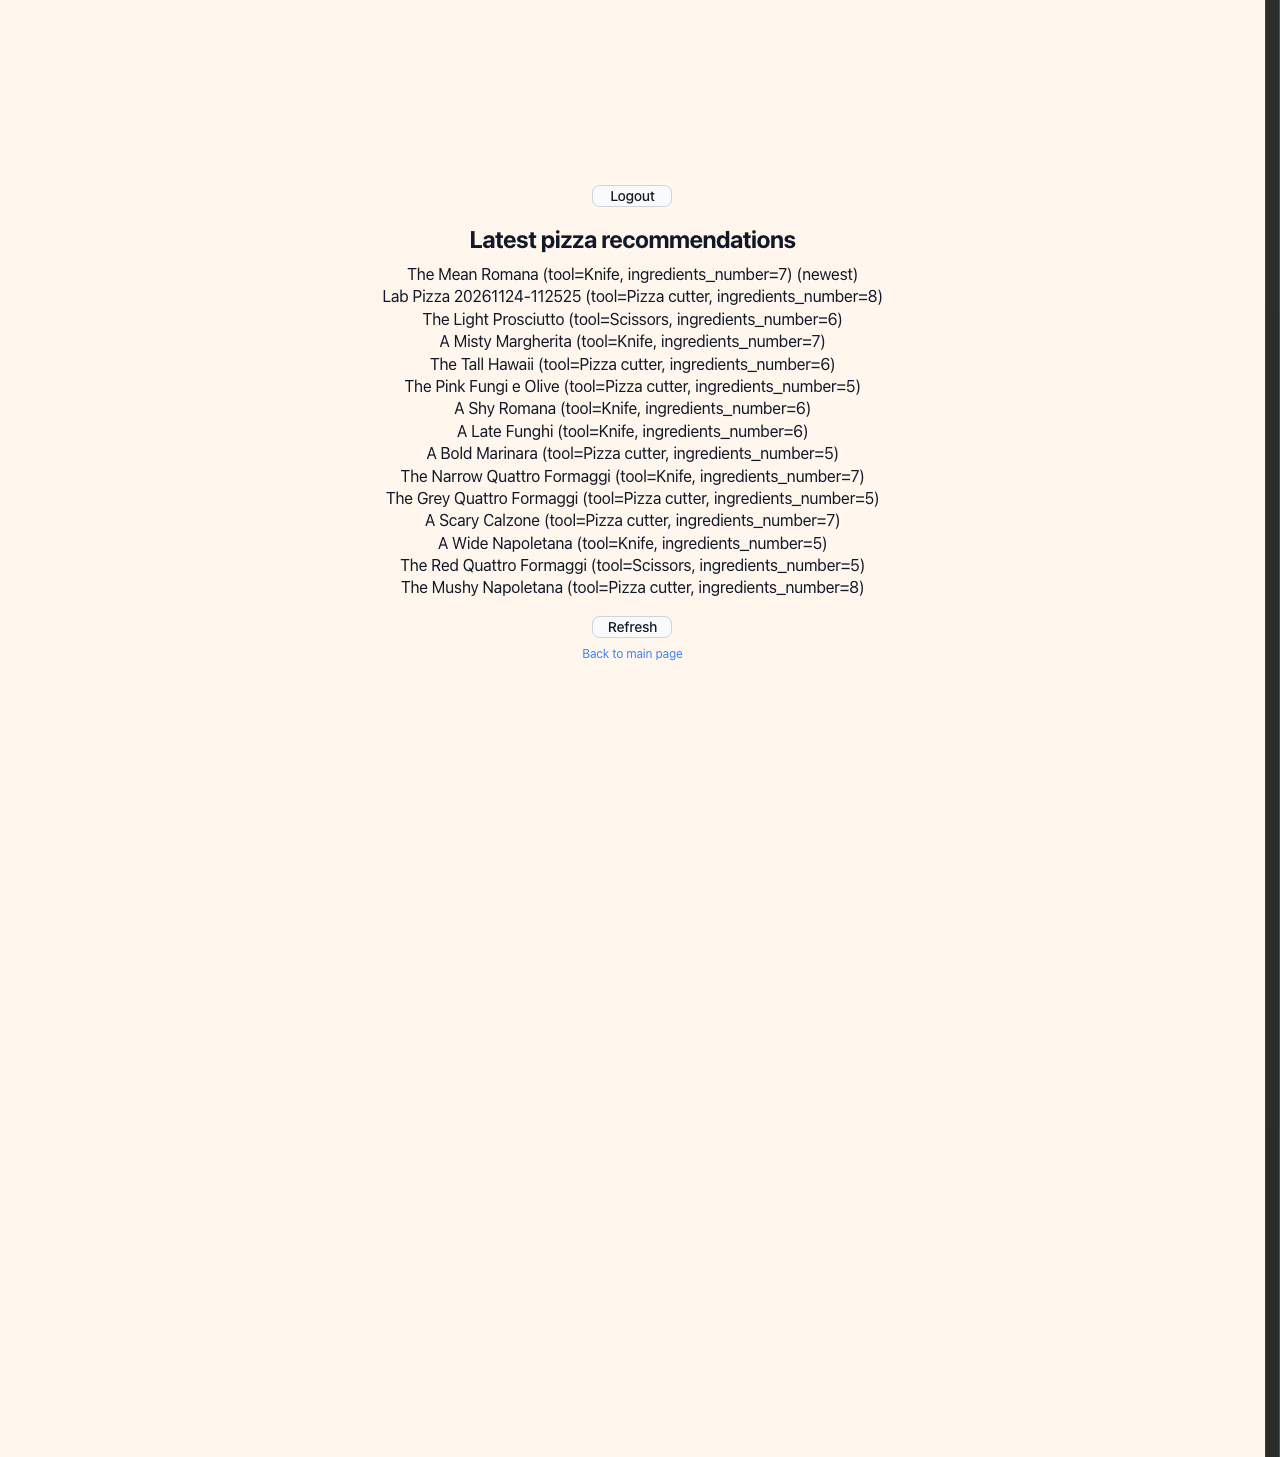 Logout
Latest pizza recommendations
The Mean Romana (tool=Knife, ingredients_number=7) (newest)
Lab Pizza 20261124-112525 (tool=Pizza cutter, ingredients_number=8)
The Light Prosciutto (tool=Scissors, ingredients_number=6)
A Misty Margherita (tool=Knife, ingredients_number=7)
The Tall Hawaii (tool=Pizza cutter, ingredients_number=6)
The Pink Fungi e Olive (tool=Pizza cutter, ingredients_number=5)
A Shy Romana (tool=Knife, ingredients_number=6)
A Late Funghi (tool=Knife, ingredients_number=6)
A Bold Marinara (tool=Pizza cutter, ingredients_number=5)
The Narrow Quattro Formaggi (tool=Knife, ingredients_number=7)
The Grey Quattro Formaggi (tool=Pizza cutter, ingredients_number=5)
A Scary Calzone (tool=Pizza cutter, ingredients_number=7)
A Wide Napoletana (tool=Knife, ingredients_number=5)
The Red Quattro Formaggi (tool=Scissors, ingredients_number=5)
The Mushy Napoletana (tool=Pizza cutter, ingredients_number=8)
Refresh
Back to main page